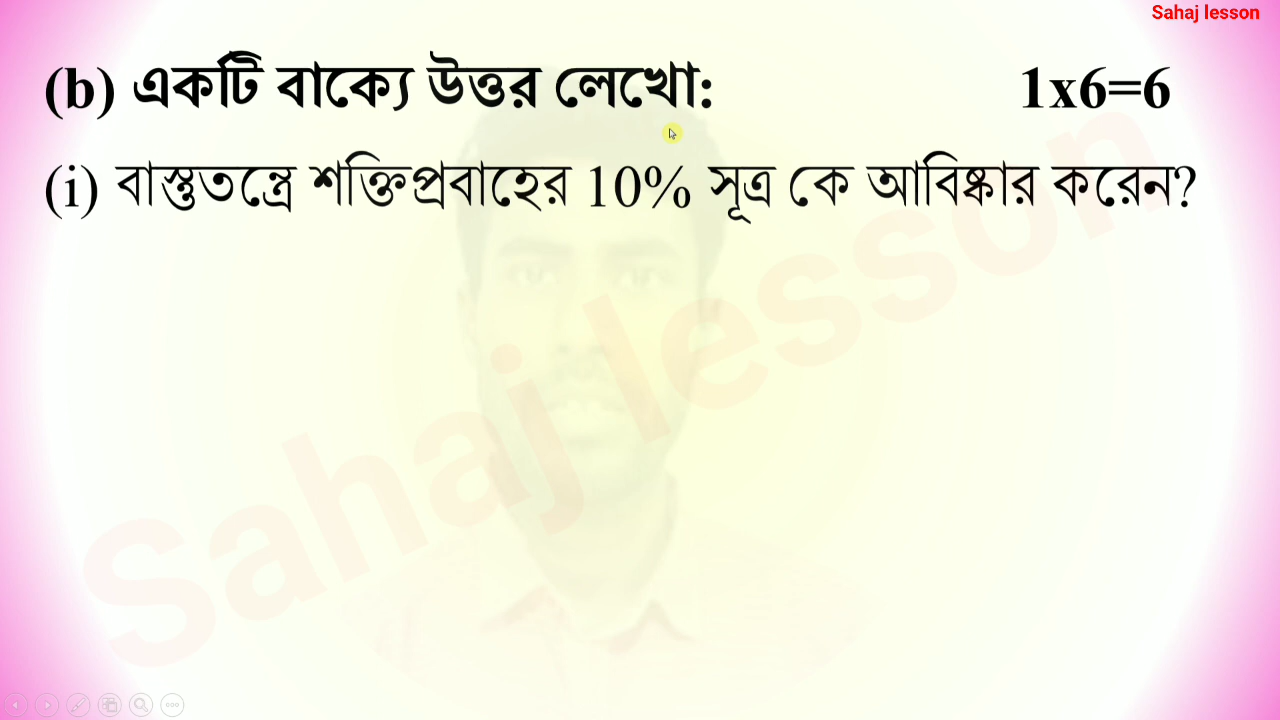 Sahaj lesson
(b) একটি বাক্যে উত্তর লেখো: 1x6=6
(i) বাস্তুতন্ত্রে শক্তিপ্রবাহের 10% সূত্র কে আবিষ্কার করেন?
Sahaj lesson